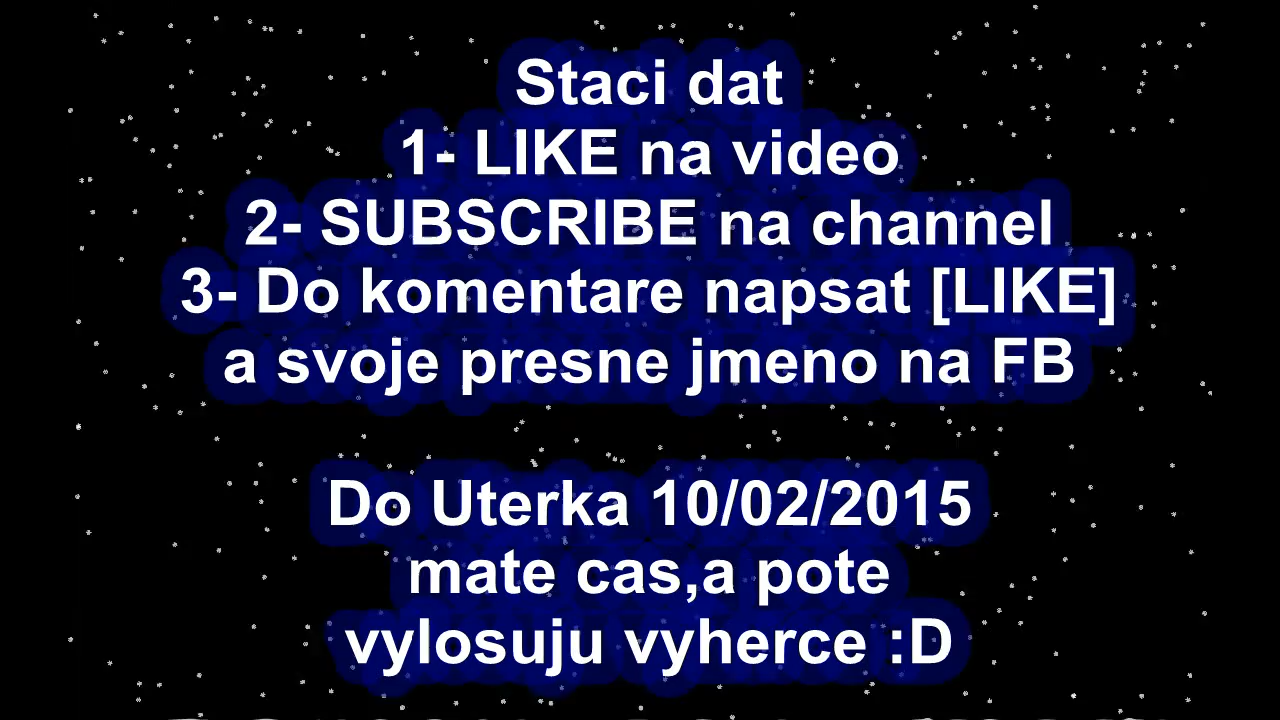 Staci dat
1- LIKE na video
2- SUBSCRIBE na channel
3- Do komentare napsat [LIKE]
a svoje presne jmeno na FB
Do Uterka 10/02/2015
mate cas,a pote
vylosuju vyherce :D